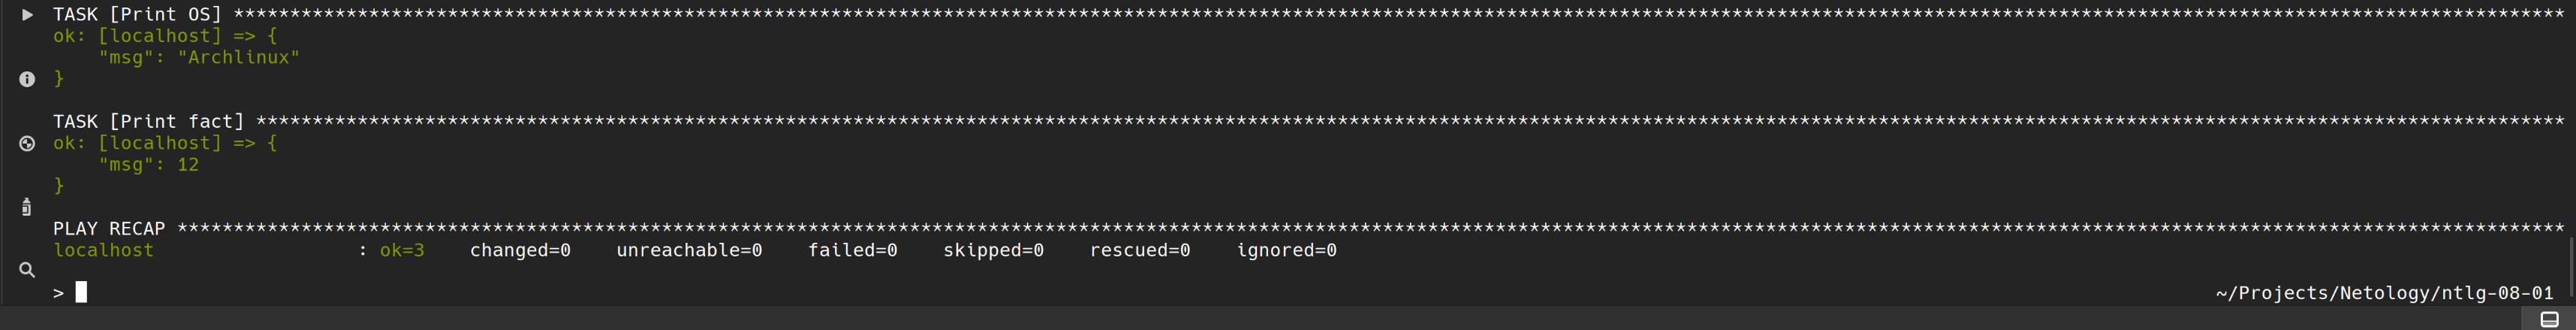 TASK [Print OS] ****************************************************************************************************************************************************************************************************************
ok: [localhost] => {
    "msg": "Archlinux"
}
TASK [Print fact] **************************************************************************************************************************************************************************************************************
ok: [localhost] => {
    "msg": 12
}
PLAY RECAP *********************************************************************************************************************************************************************************************************************
localhost                  : ok=3    changed=0    unreachable=0    failed=0    skipped=0    rescued=0    ignored=0
> ~/Projects/Netology/ntlg-08-01